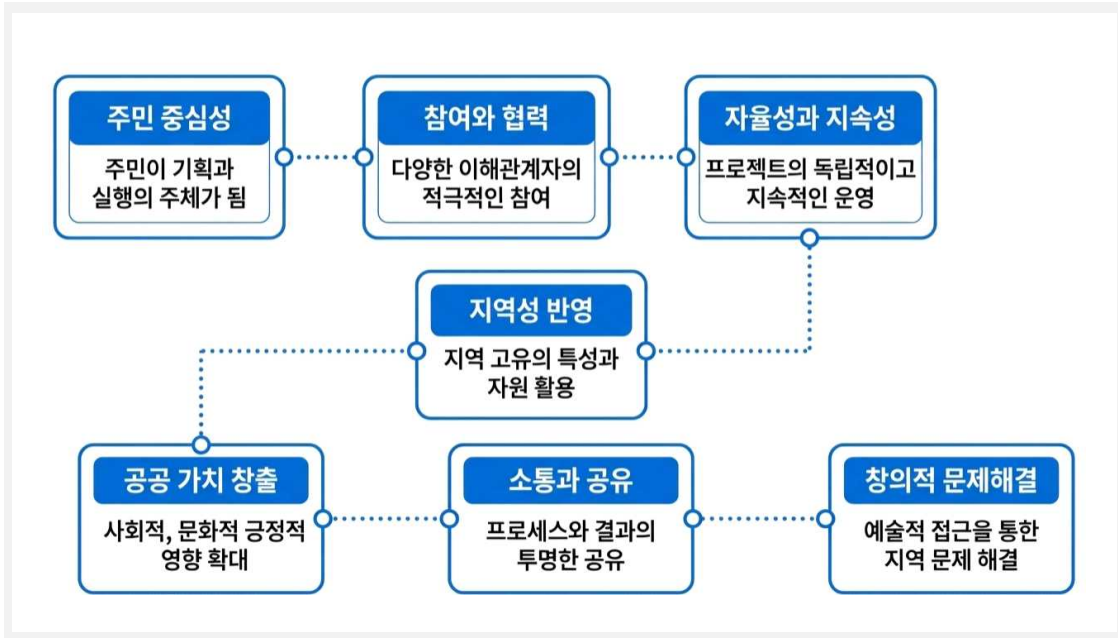 주민 중심성
주민이 기획과
실행의 주체가 됨
참여와 협력
다양한 이해관계자의
적극적인 참여
자율성과 지속성
프로젝트의 독립적이고
지속적인 운영
지역성 반영
지역 고유의 특성과
자원 활용
공공 가치 창출
사회적, 문화적 긍정적
영향 확대
소통과 공유
프로세스와 결과의
투명한 공유
창의적 문제해결
예술적 접근을 통한
지역 문제 해결